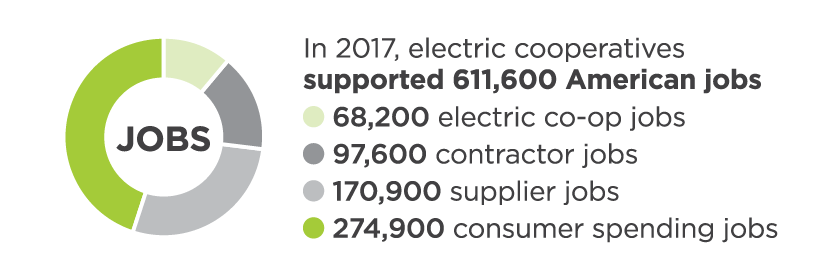 JOBS
In 2017, electric cooperatives
supported 611,600 American jobs
68,200 electric co-op jobs
97,600 contractor jobs
170,900 supplier jobs
274,900 consumer spending jobs